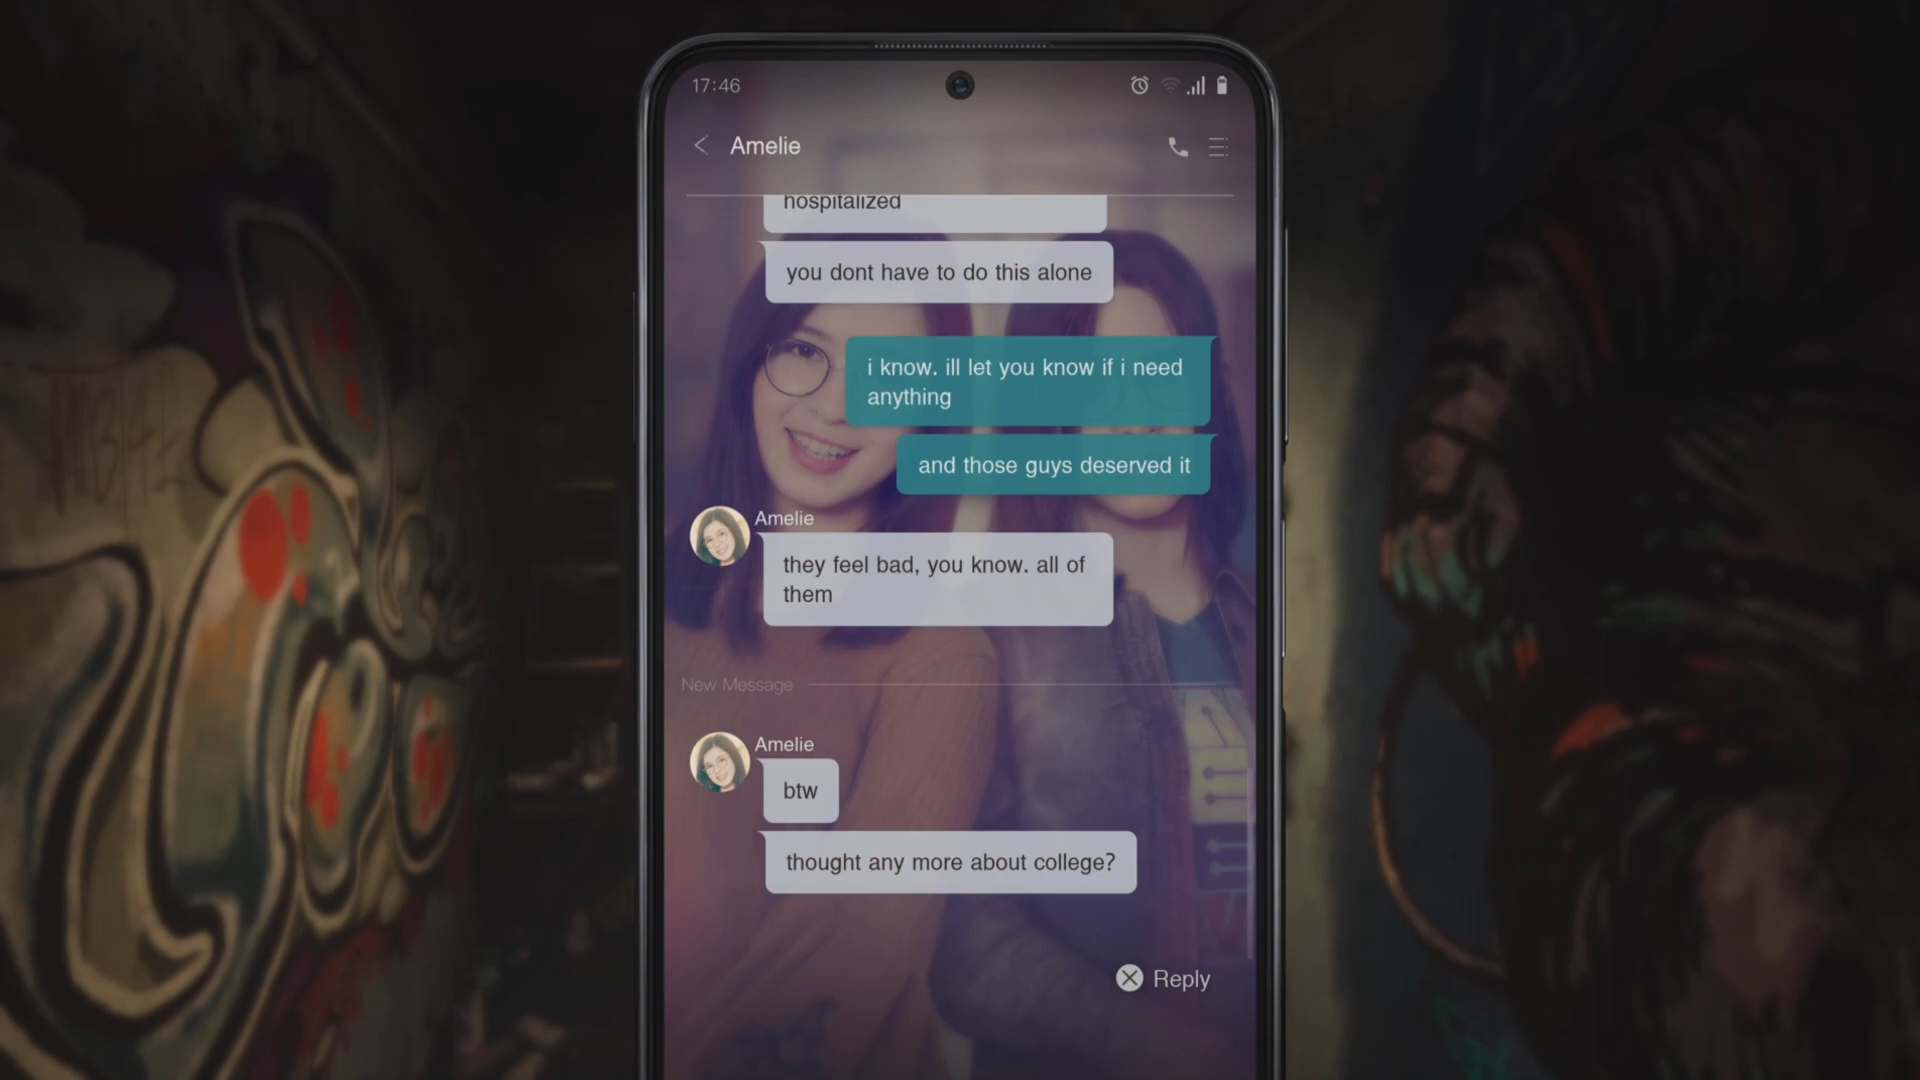 17:46
Amelie
hospitalized
you dont have to do this alone
i know. ill let you know if i need
anything
and those guys deserved it
Amelie
they feel bad, you know. all of
them
New Message
Amelie
btw
thought any more about college?
Reply